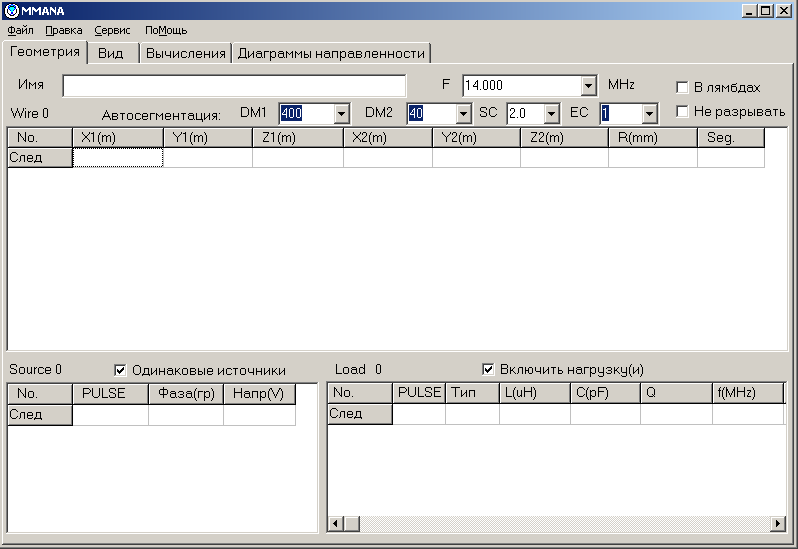 MMANA
Файл Правка Сервис ПоМощь
Геометрия Вид Вычисления Диаграммы направленности
Имя F 14.000 MHz В лямбдах
Wire 0 Автосегментация: DM1 400 DM2 40 SC 2.0 EC 1 Не разрывать
No. X1(m) Y1(m) Z1(m) X2(m) Y2(m) Z2(m) R(mm) Seg.
След
Source 0 Одинаковые источники Load 0 Включить нагрузку(и)
No. PULSE Фаза(гр) Напр(V) No. PULSE Тип L(uH) C(pF) Q f(MHz)
След След